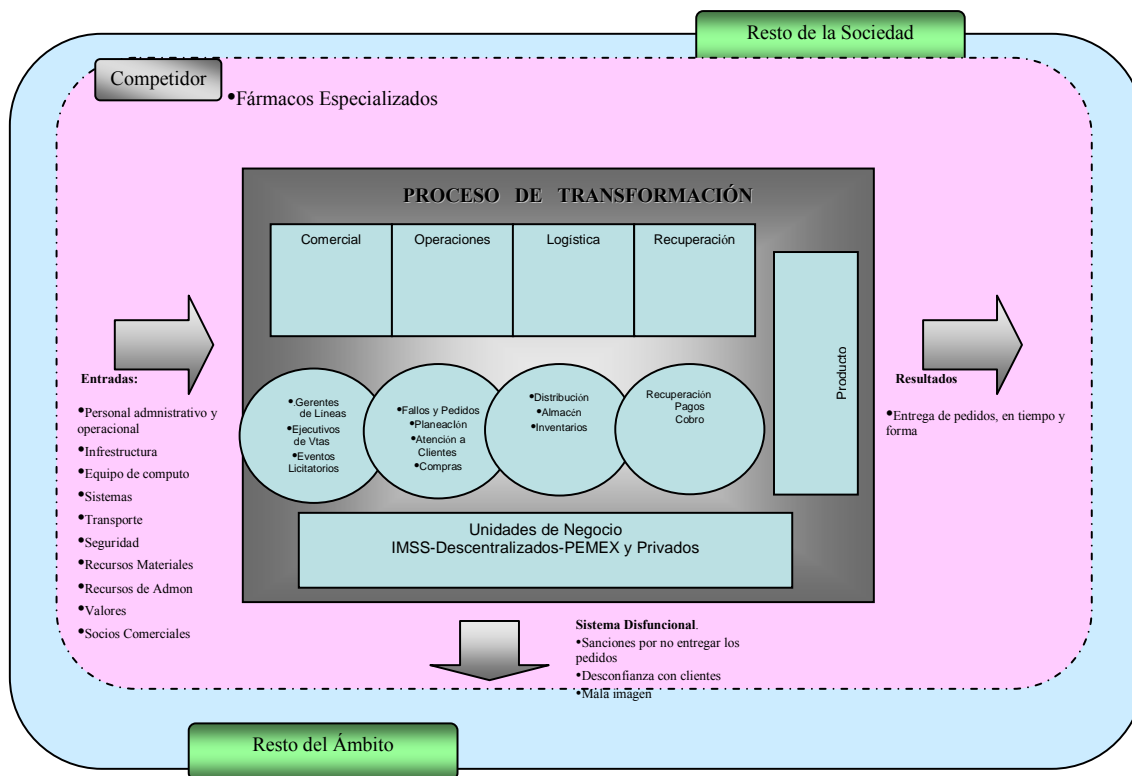 Resto de la Sociedad
Competidor
•Fármacos Especializados
PROCESO DE TRANSFORMACIÓN
Comercial
Operaciones
Logística
Recuperación
Producto
Entradas:
•Personal admnistrativo y
operacional
•Infrestructura
•Equipo de computo
•Sistemas
•Transporte
•Seguridad
•Recursos Materiales
•Recursos de Admon
•Valores
•Socios Comerciales
•Gerentes
de Lineas
•Ejecutivos
de Vtas
•Eventos
Licitatorios
•Fallos y Pedidos
•Planeaclón
•Atención a
Clientes
•Compras
•Distribución
•Almacén
•Inventarios
Recuperación
Pagos
Cobro
Unidades de Negocio
IMSS-Descentralizados-PEMEX y Privados
Resultados
•Entrega de pedidos, en tiempo y
forma
Sistema Disfuncional.
•Sanciones por no entregar los
pedidos
•Desconfianza con clientes
•Mala imágen
Resto del Ámbito